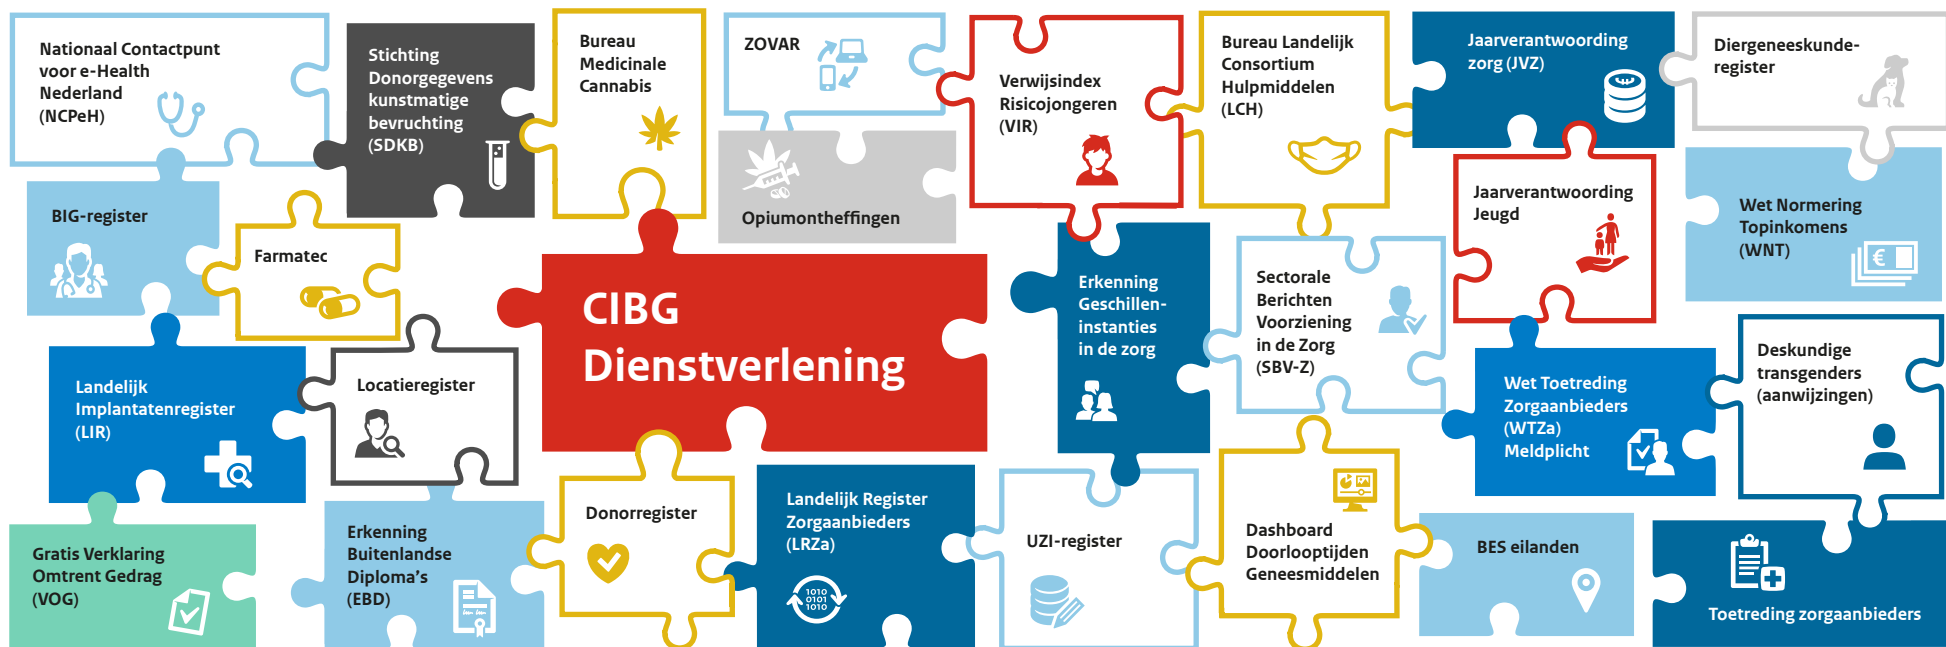 Nationaal Contactpunt
voor e-Health
Nederland
(NCPeH)
Stichting
Donorgegevens
kunstmatige
bevruchting
(SDKB)
Bureau
Medicinale
Cannabis
ZOVAR
Verwijsindex
Risicojongeren
(VIR)
Bureau Landelijk
Consortium
Hulpmiddelen
(LCH)
Jaarverantwoording
zorg (JVZ)
Diergeneeskunde-
register
BIG-register
Farmatec
Opiumontheffingen
Jaarverantwoording
Jeugd
Wet Normering
Topinkomens
(WNT)
€
CIBG
Dienstverlening
Erkenning
Geschillen-
instanties
in de zorg
Sectorale
Berichten
Voorziening
in de Zorg
(SBV-Z)
Landelijk
Implantatenregister
(LIR)
Locatieregister
Wet Toetreding
Zorgaanbieders
(WTZa)
Meldplicht
Deskundige
transgenders
(aanwijzingen)
Gratis Verklaring
Omtrent Gedrag
(VOG)
Erkenning
Buitenlandse
Diploma's
(EBD)
Donorregister
Landelijk Register
Zorgaanbieders
(LRZa)
1010
0101
1010
UZI-register
Dashboard
Doorlooptijden
Geneesmiddelen
BES eilanden
Toetreding zorgaanbieders